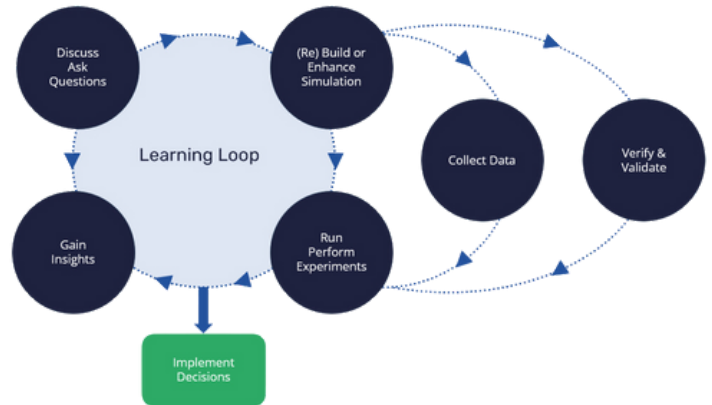 Discuss
Ask
Questions
(Re) Build or
Enhance
Simulation
Learning Loop
Collect Data
Verify &
Validate
Gain
Insights
Run
Perform
Experiments
Implement
Decisions